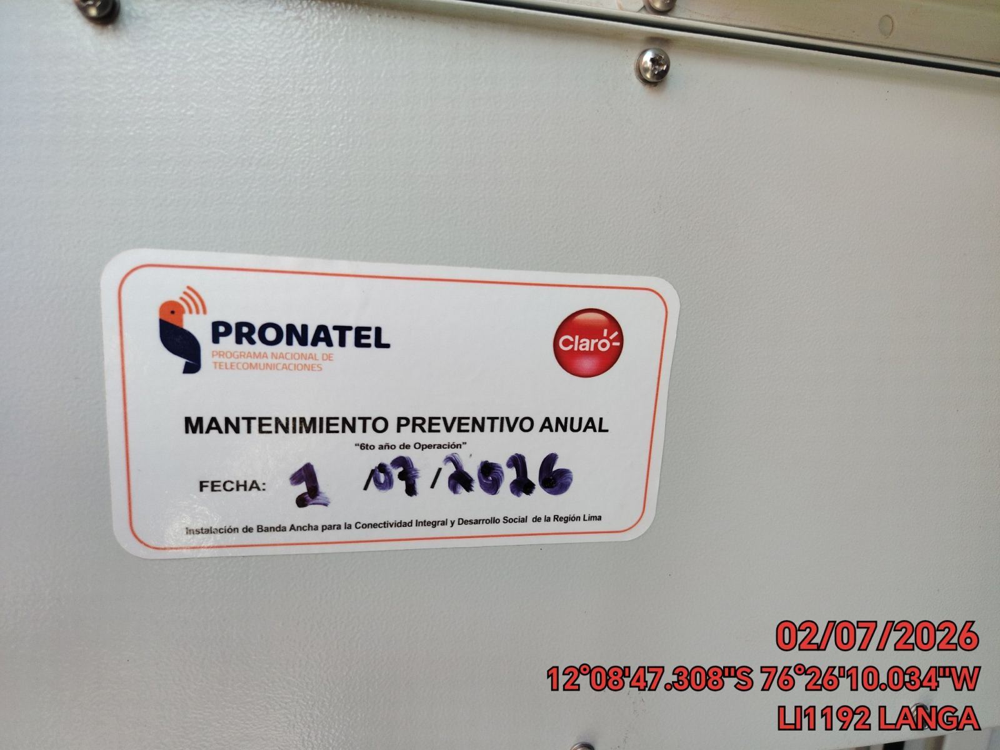 PRONATEL
PROGRAMA NACIONAL DE
TELECOMUNICACIONES
Claro
MANTENIMIENTO PREVENTIVO ANUAL
"6to año de Operación"
FECHA: 2 /07/2026
Instalación de Banda Ancha para la Conectividad Integral y Desarrollo Social de la Región Lima
02/07/2026
12°08'47.308"S 76°26'10.034"W
LI1192 LANGA